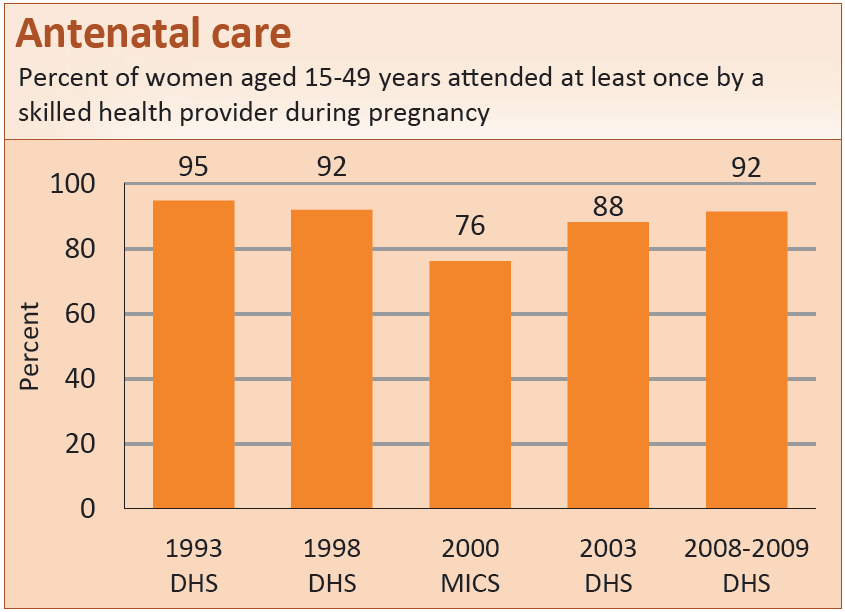 Antenatal care
Percent of women aged 15-49 years attended at least once by a
skilled health provider during pregnancy
95
92
76
88
92
100
80
60
40
20
0
Percent
1993
DHS
1998
DHS
2000
MICS
2003
DHS
2008-2009
DHS